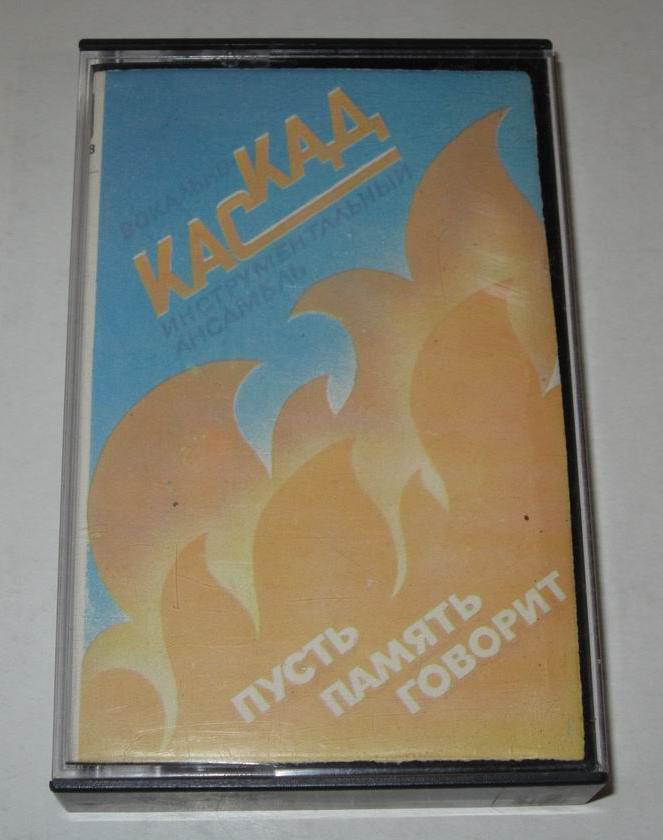 ВОКАЛЬНО
КАСКАД
ИНСТРУМЕНТАЛЬНЫЙ
АНСАМБЛЬ
ПУСТЬ
ПАМЯТЬ
ГОВОРИТ